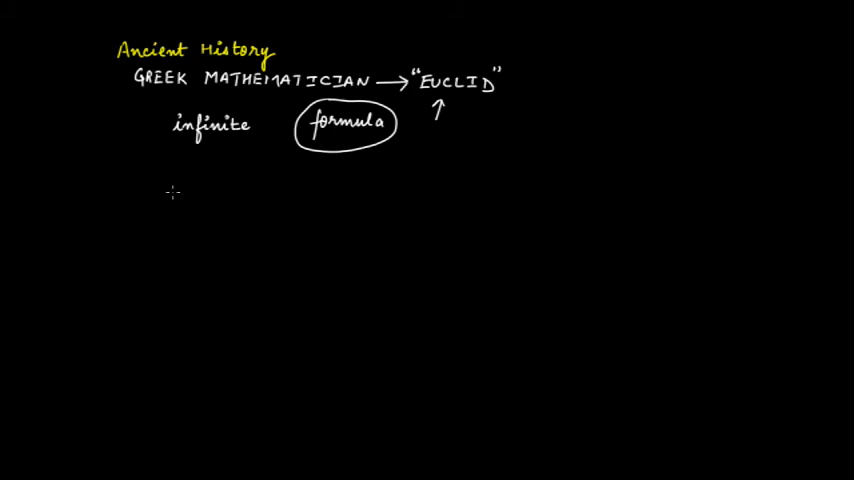 Ancient History
GREEK MATHEMATICIAN → "EUCLID"
infinite formula